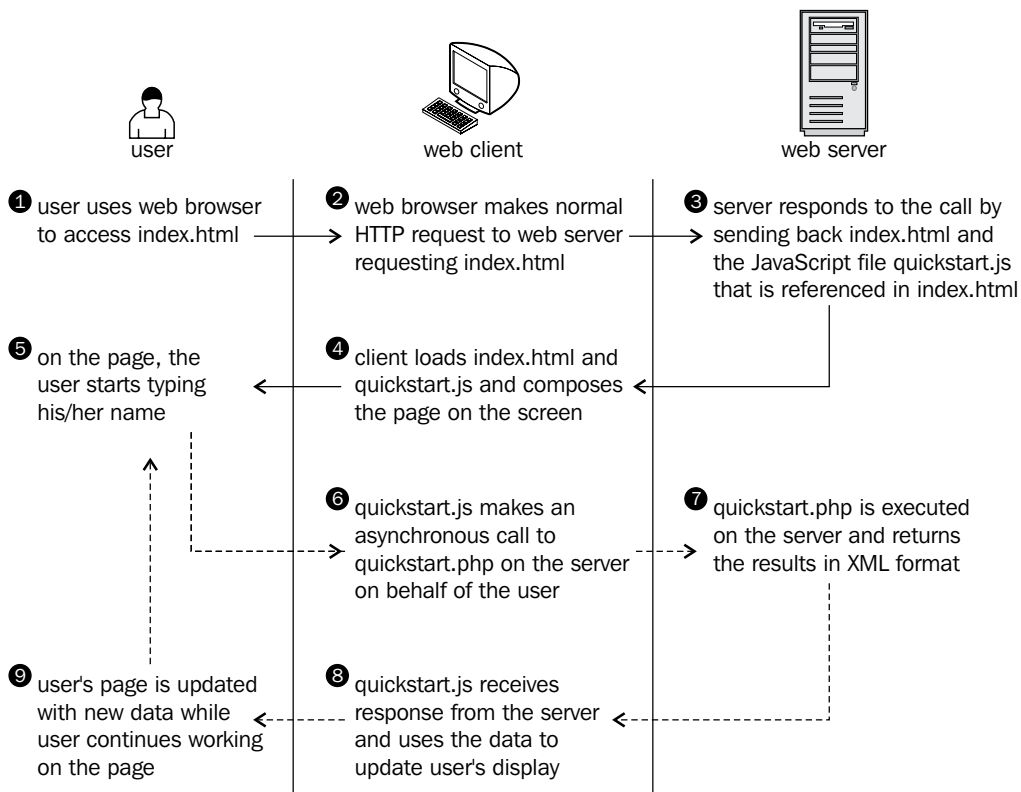 user
web client
web server
1 user uses web browser
to access index.html
2 web browser makes normal
HTTP request to web server
requesting index.html
3 server responds to the call by
sending back index.html and
the JavaScript file quickstart.js
that is referenced in index.html
5 on the page, the
user starts typing
his/her name
4 client loads index.html and
quickstart.js and composes
the page on the screen
6 quickstart.js makes an
asynchronous call to
quickstart.php on the server
on behalf of the user
7 quickstart.php is executed
on the server and returns
the results in XML format
9 user's page is updated
with new data while
user continues working
on the page
8 quickstart.js receives
response from the server
and uses the data to
update user's display